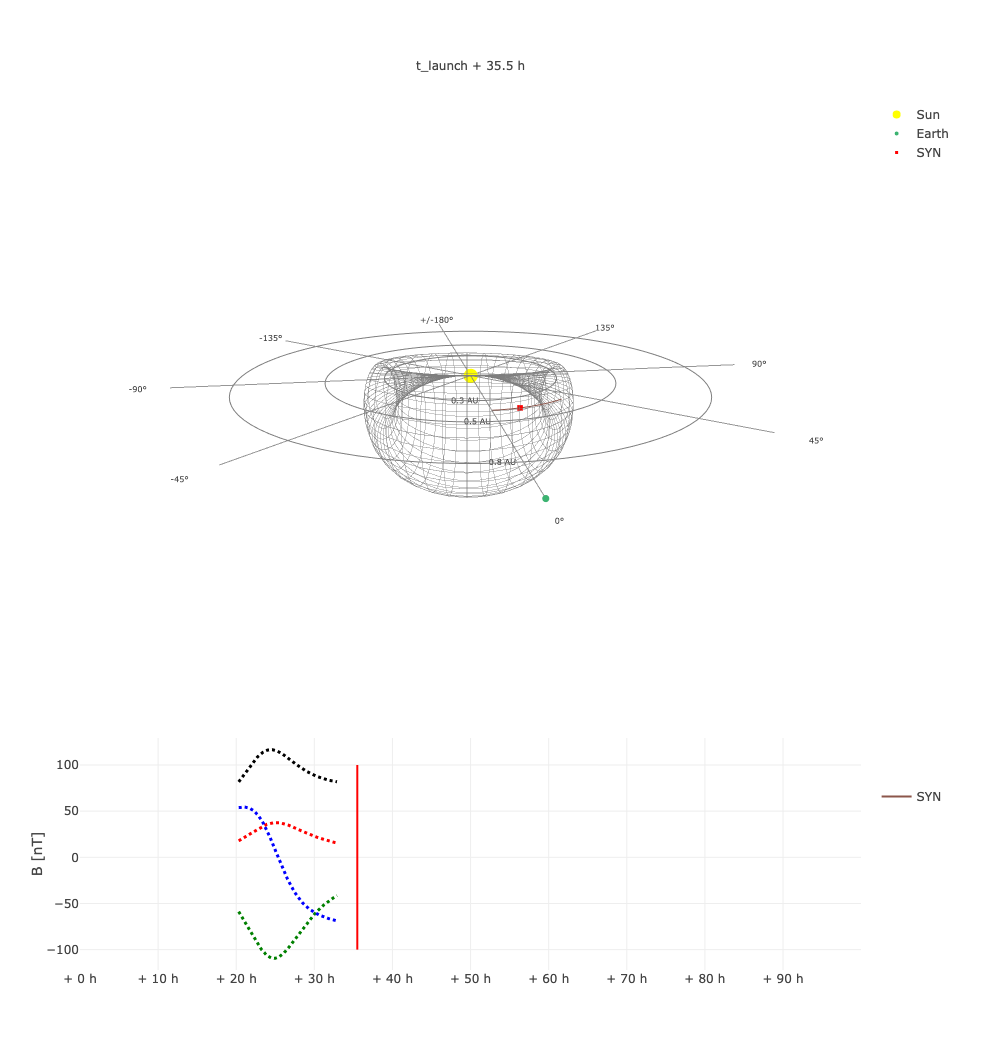 t_launch + 35.5 h
Sun
Earth
SYN
+/-180°
-135°
135°
-90°
90°
0.3 AU
0.5 AU
45°
0.8 AU
-45°
0°
100
50
0
−50
−100
B [nT]
SYN
+ 0 h
+ 10 h
+ 20 h
+ 30 h
+ 40 h
+ 50 h
+ 60 h
+ 70 h
+ 80 h
+ 90 h